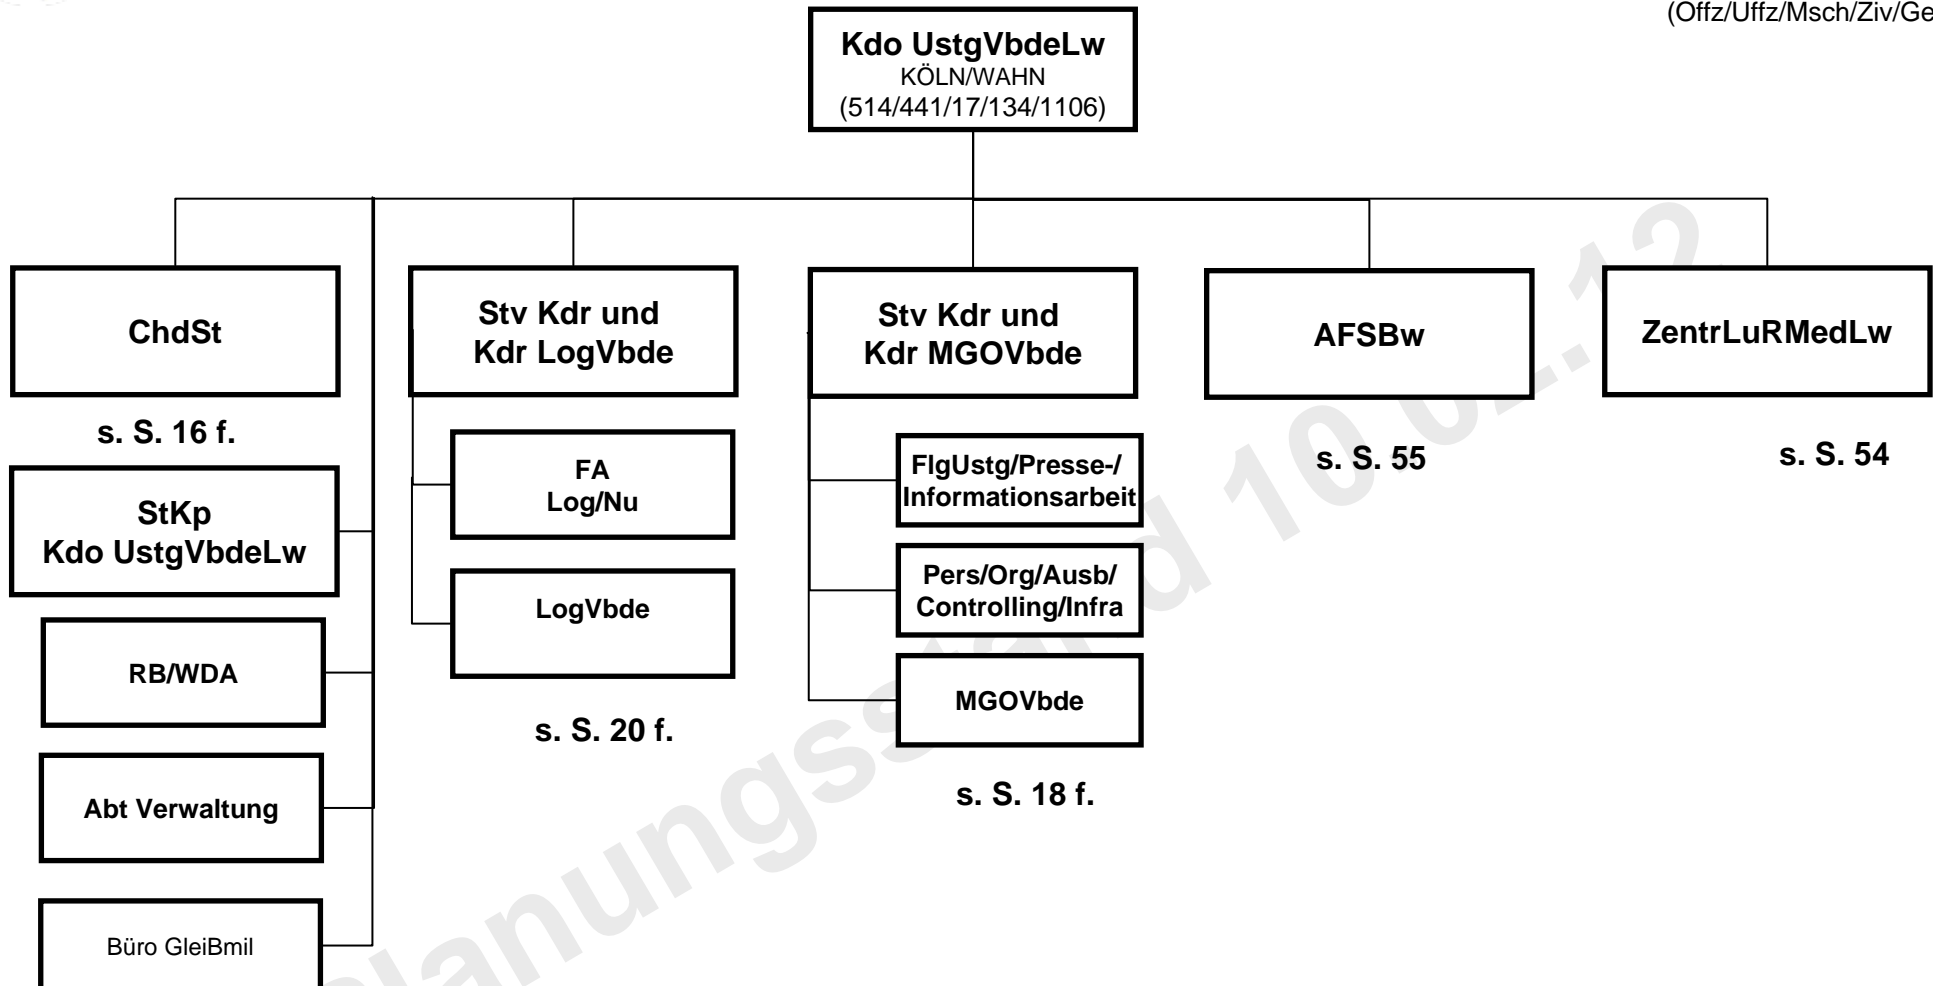 (Offz/Uffz/Msch/Ziv/Ge
Kdo UstgVbdeLw
KÖLN/WAHN
(514/441/17/134/1106)
ChdSt
s. S. 16 f.
StKp
Kdo UstgVbdeLw
RB/WDA
Abt Verwaltung
Büro GleiBmil
Stv Kdr und
Kdr LogVbde
FA
Log/Nu
LogVbde
s. S. 20 f.
Stv Kdr und
Kdr MGOVbde
FlgUstg/Presse-/
Informationsarbeit
Pers/Org/Ausb/
Controlling/Infra
MGOVbde
s. S. 18 f.
AFSBw
s. S. 55
ZentrLuRMedLw
s. S. 54